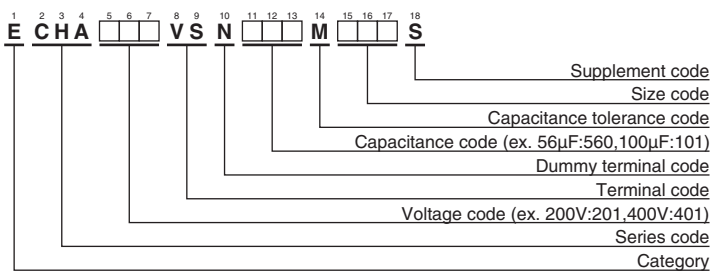 1 2 3 4 5 6 7 8 9 10 11 12 13 14 15 16 17 18
E CHA VS N M S
Supplement code
Size code
Capacitance tolerance code
Capacitance code (ex. 56μF:560,100μF:101)
Dummy terminal code
Terminal code
Voltage code (ex. 200V:201,400V:401)
Series code
Category